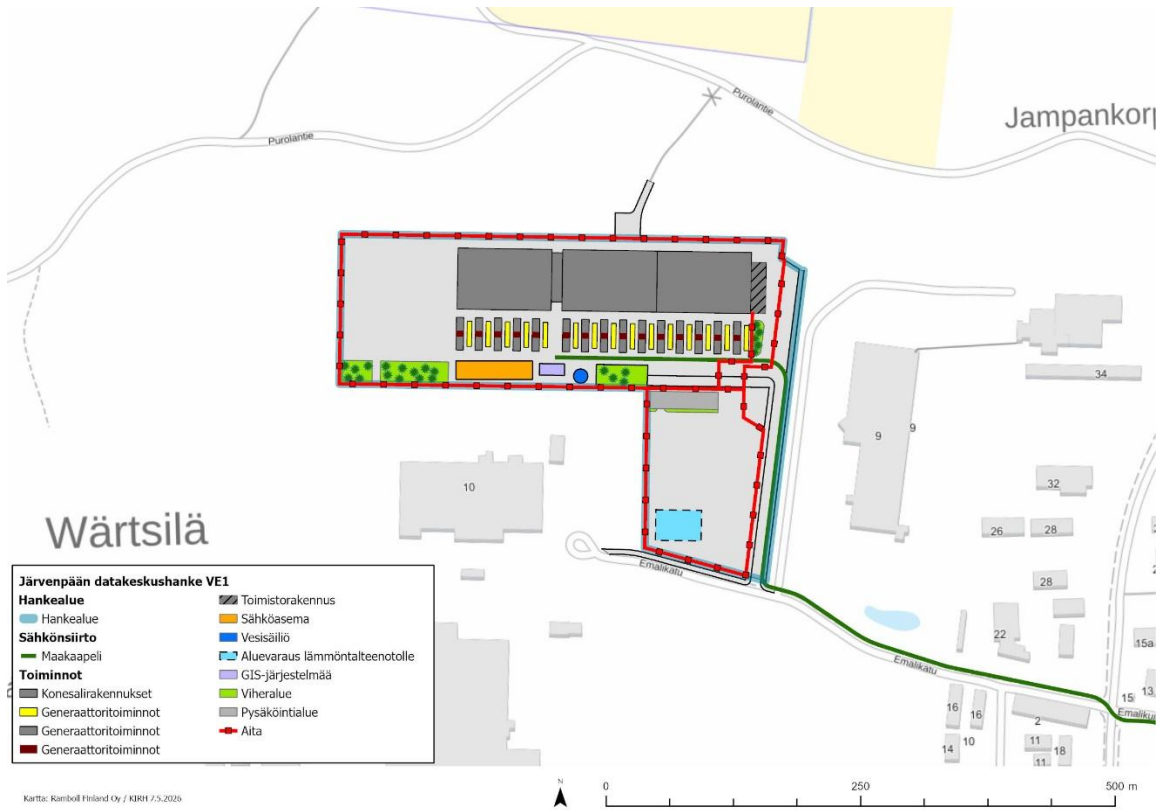 Purolantie
Purolantie
Jampankorp
34
9
9
10
32
Wärtsilä
26
28
28
Emalikatu
22
15a
Emalikatu
13
15
16
16
2
Emaliku
14
10
11
18
11
Järvenpään datakeskushanke VE1
Hankealue
Hankealue
Sähkönsiirto
Maakaapeli
Toiminnot
Konesalirakennukset
Generaattoritoiminnot
Generaattoritoiminnot
Generaattoritoiminnot
Toimistorakennus
Sähköasema
Vesisäiliö
Aluevaraus lämmöntalteenotolle
GIS-järjestelmää
Viheralue
Pysäköintialue
Aita
Kartta: Ramboll Finland Oy / KIRH 7.5.2026
N
0
250
500 m